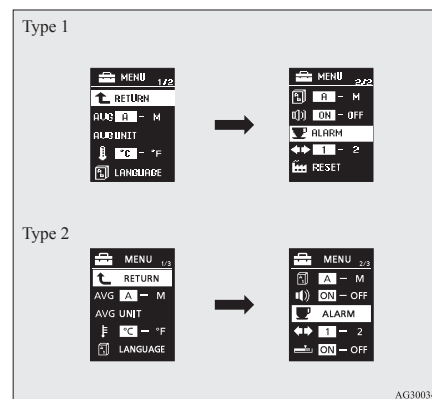 Type 1
MENU 1/2
RETURN
AVG A – M
AVG UNIT
°C – °F
LANGUAGE
MENU 2/2
A – M
ON – OFF
ALARM
1 – 2
RESET
Type 2
MENU 1/3
RETURN
AVG A – M
AVG UNIT
°C – °F
LANGUAGE
MENU 2/3
A – M
ON – OFF
ALARM
1 – 2
ON – OFF
AG30034